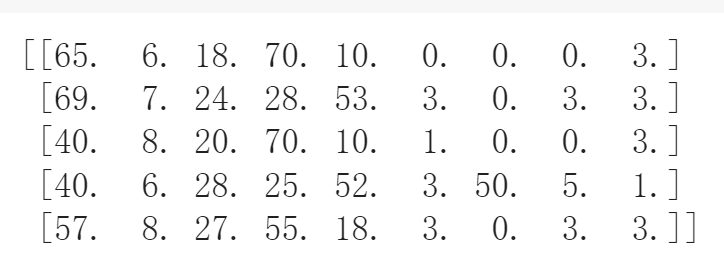 [[65. 6. 18. 70. 10. 0. 0. 0. 3.]
[69. 7. 24. 28. 53. 3. 0. 3. 3.]
[40. 8. 20. 70. 10. 1. 0. 0. 3.]
[40. 6. 28. 25. 52. 3. 50. 5. 1.]
[57. 8. 27. 55. 18. 3. 0. 3. 3.]]